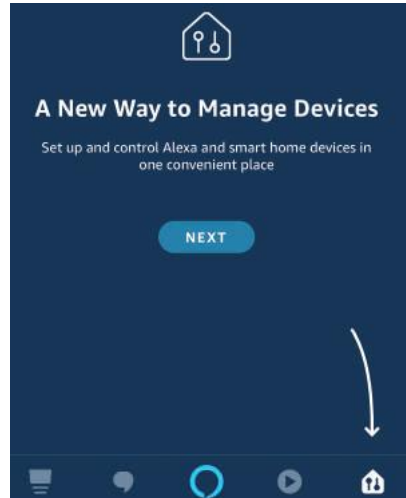 A New Way to Manage Devices
Set up and control Alexa and smart home devices in
one convenient place
NEXT